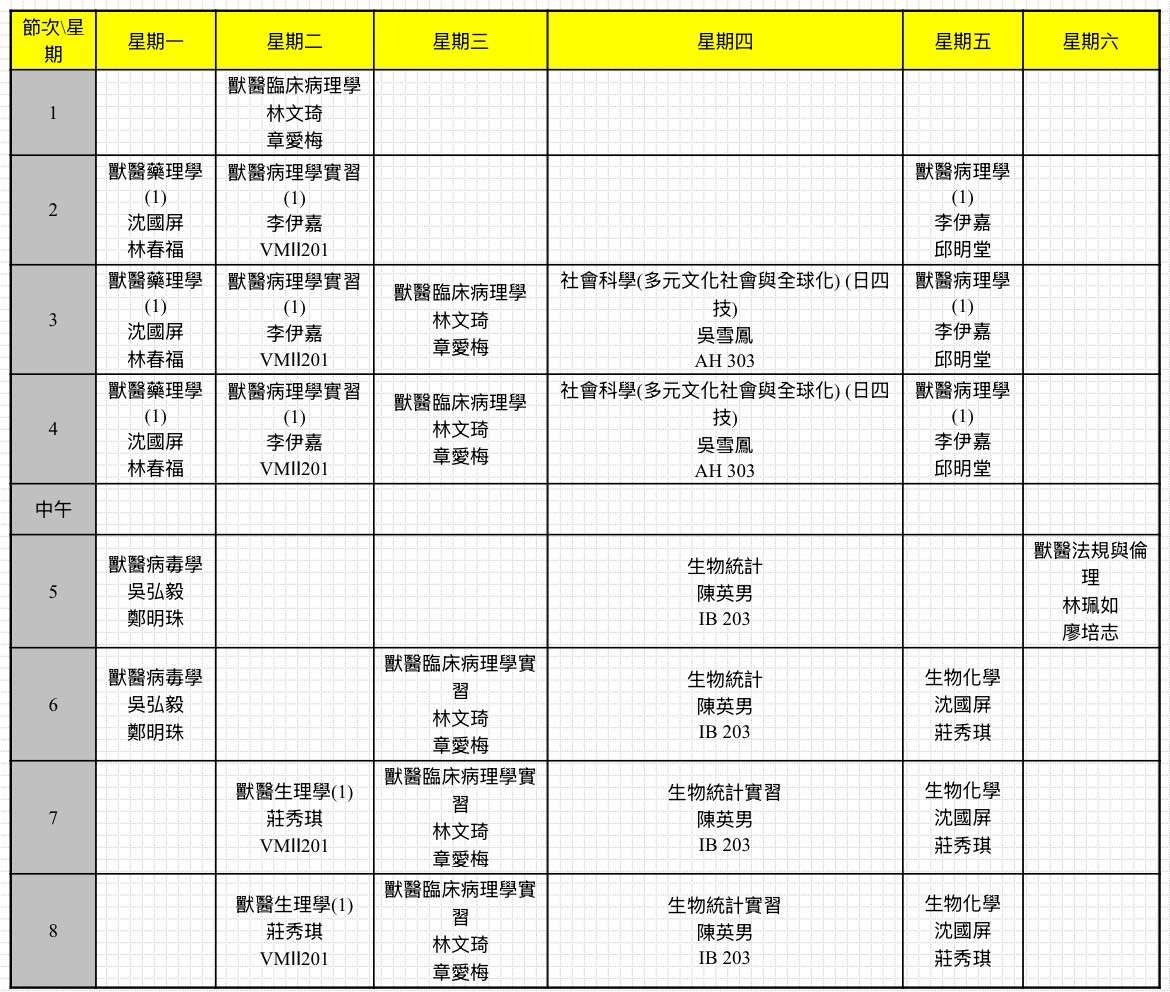 節次\星
期
星期一
星期二
星期三
星期四
星期五
星期六
1
獸醫臨床病理學
林文琦
章愛梅
2
獸醫藥理學
(1)
沈國屏
林春福
獸醫病理學實習
(1)
李伊嘉
VMII201
獸醫病理學
(1)
李伊嘉
邱明堂
3
獸醫藥理學
(1)
沈國屏
林春福
獸醫病理學實習
(1)
李伊嘉
VMII201
獸醫臨床病理學
林文琦
章愛梅
社會科學(多元文化社會與全球化) (日四
技)
吳雪鳳
AH 303
獸醫病理學
(1)
李伊嘉
邱明堂
4
獸醫藥理學
(1)
沈國屏
林春福
獸醫病理學實習
(1)
李伊嘉
VMII201
獸醫臨床病理學
林文琦
章愛梅
社會科學(多元文化社會與全球化) (日四
技)
吳雪鳳
AH 303
獸醫病理學
(1)
李伊嘉
邱明堂
中午
5
獸醫病毒學
吳弘毅
鄭明珠
生物統計
陳英男
IB 203
獸醫法規與倫
理
林珮如
廖培志
6
獸醫病毒學
吳弘毅
鄭明珠
獸醫臨床病理學實
習
林文琦
章愛梅
生物統計
陳英男
IB 203
生物化學
沈國屏
莊秀琪
7
獸醫生理學(1)
莊秀琪
VMII201
獸醫臨床病理學實
習
林文琦
章愛梅
生物統計實習
陳英男
IB 203
生物化學
沈國屏
莊秀琪
8
獸醫生理學(1)
莊秀琪
VMII201
獸醫臨床病理學實
習
林文琦
章愛梅
生物統計實習
陳英男
IB 203
生物化學
沈國屏
莊秀琪